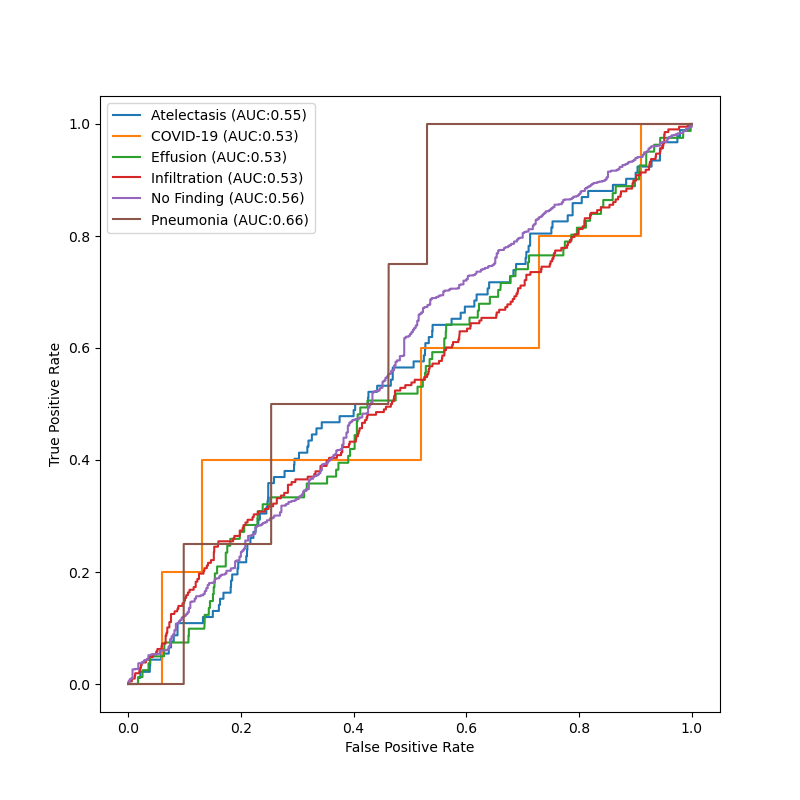 Atelectasis (AUC:0.55)
COVID-19 (AUC:0.53)
Effusion (AUC:0.53)
Infiltration (AUC:0.53)
No Finding (AUC:0.56)
Pneumonia (AUC:0.66)
1.0
0.8
0.6
0.4
0.2
0.0
True Positive Rate
0.0 0.2 0.4 0.6 0.8 1.0
False Positive Rate